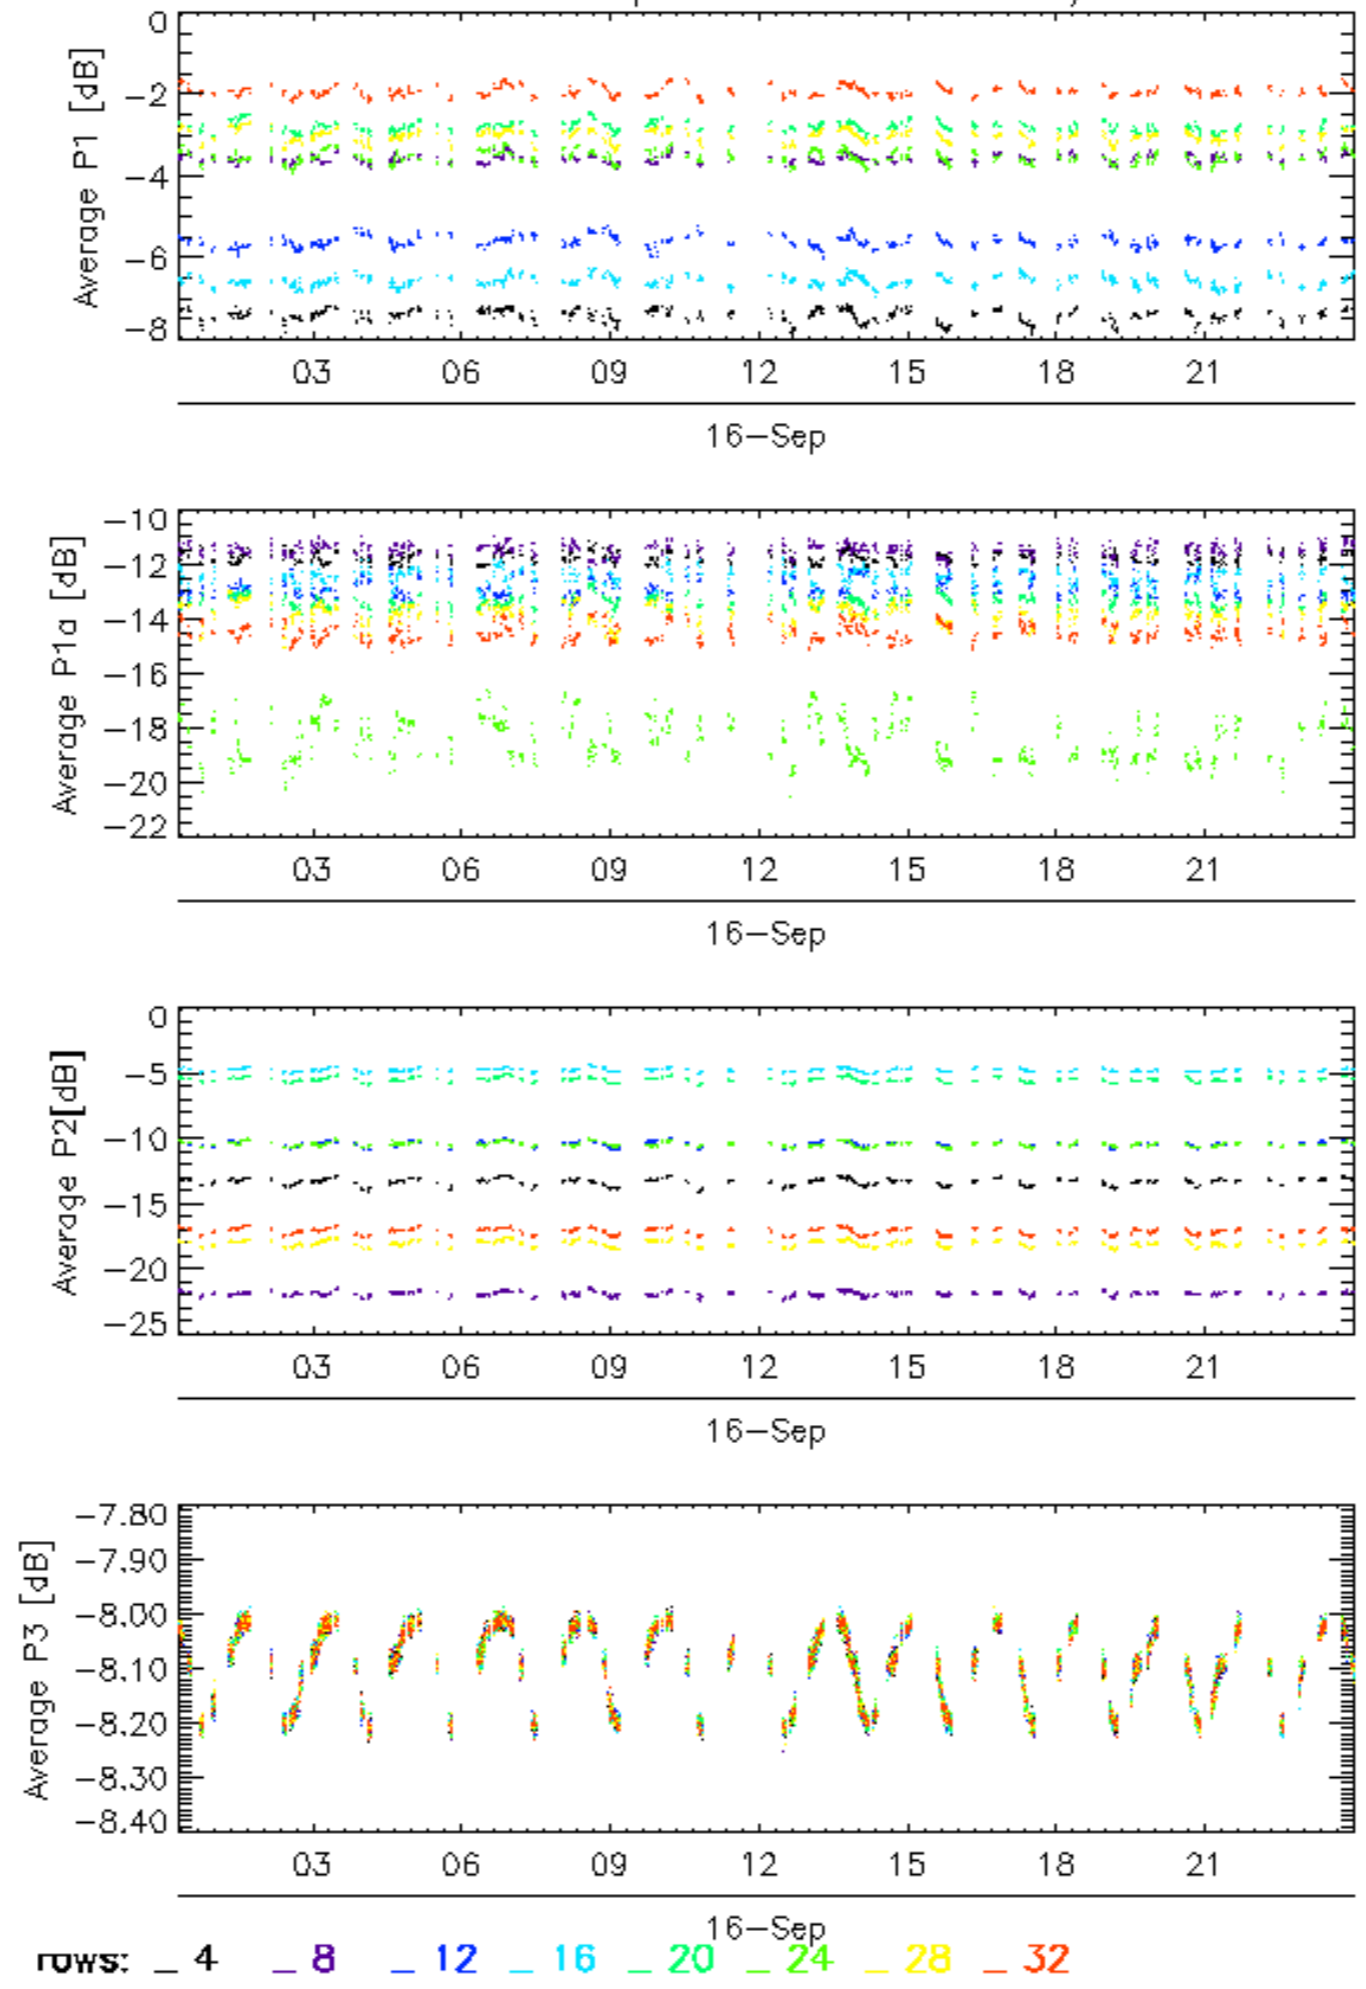 Average P1 [dB]
0
−2
−4
−6
−8
03 06 09 12 15 18 21
16−Sep
Average P1a [dB]
−10
−12
−14
−16
−18
−20
−22
03 06 09 12 15 18 21
16−Sep
Average P2[dB]
0
−5
−10
−15
−20
−25
03 06 09 12 15 18 21
16−Sep
Average P3 [dB]
−7.80
−7.90
−8.00
−8.10
−8.20
−8.30
−8.40
03 06 09 12 15 18 21
16−Sep
rows: _ 4 _ 8 _ 12 _ 16 _ 20 _ 24 _ 28 _ 32